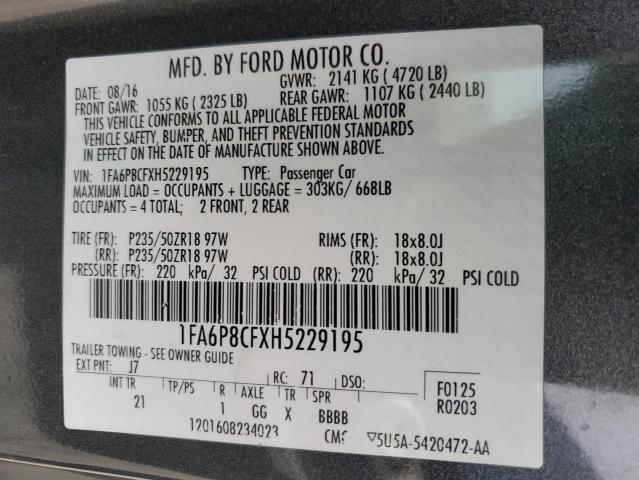 MFD. BY FORD MOTOR CO.
DATE: 08/16 GVWR: 2141 KG ( 4720 LB)
FRONT GAWR: 1055 KG ( 2325 LB) REAR GAWR: 1107 KG ( 2440 LB)
THIS VEHICLE CONFORMS TO ALL APPLICABLE FEDERAL MOTOR
VEHICLE SAFETY, BUMPER, AND THEFT PREVENTION STANDARDS
IN EFFECT ON THE DATE OF MANUFACTURE SHOWN ABOVE.
VIN: 1FA6P8CFXH5229195 TYPE: Passenger Car
MAXIMUM LOAD = OCCUPANTS + LUGGAGE = 303KG/ 668LB
OCCUPANTS = 4 TOTAL; 2 FRONT, 2 REAR
TIRE (FR): P235/50ZR18 97W RIMS (FR): 18x8.0J
(RR): P235/50ZR18 97W (RR): 18x8.0J
PRESSURE (FR): 220 kPa/ 32 PSI COLD (RR): 220 kPa/ 32 PSI COLD
1FA6P8CFXH5229195
TRAILER TOWING - SEE OWNER GUIDE
EXT PNT: J7 RC: 71 DSO: F0125
INT TR TP/PS R AXLE TR SPR R0203
21 1 GG X BBBB
1201608234023 CMS ▽5U5A-5420472-AA